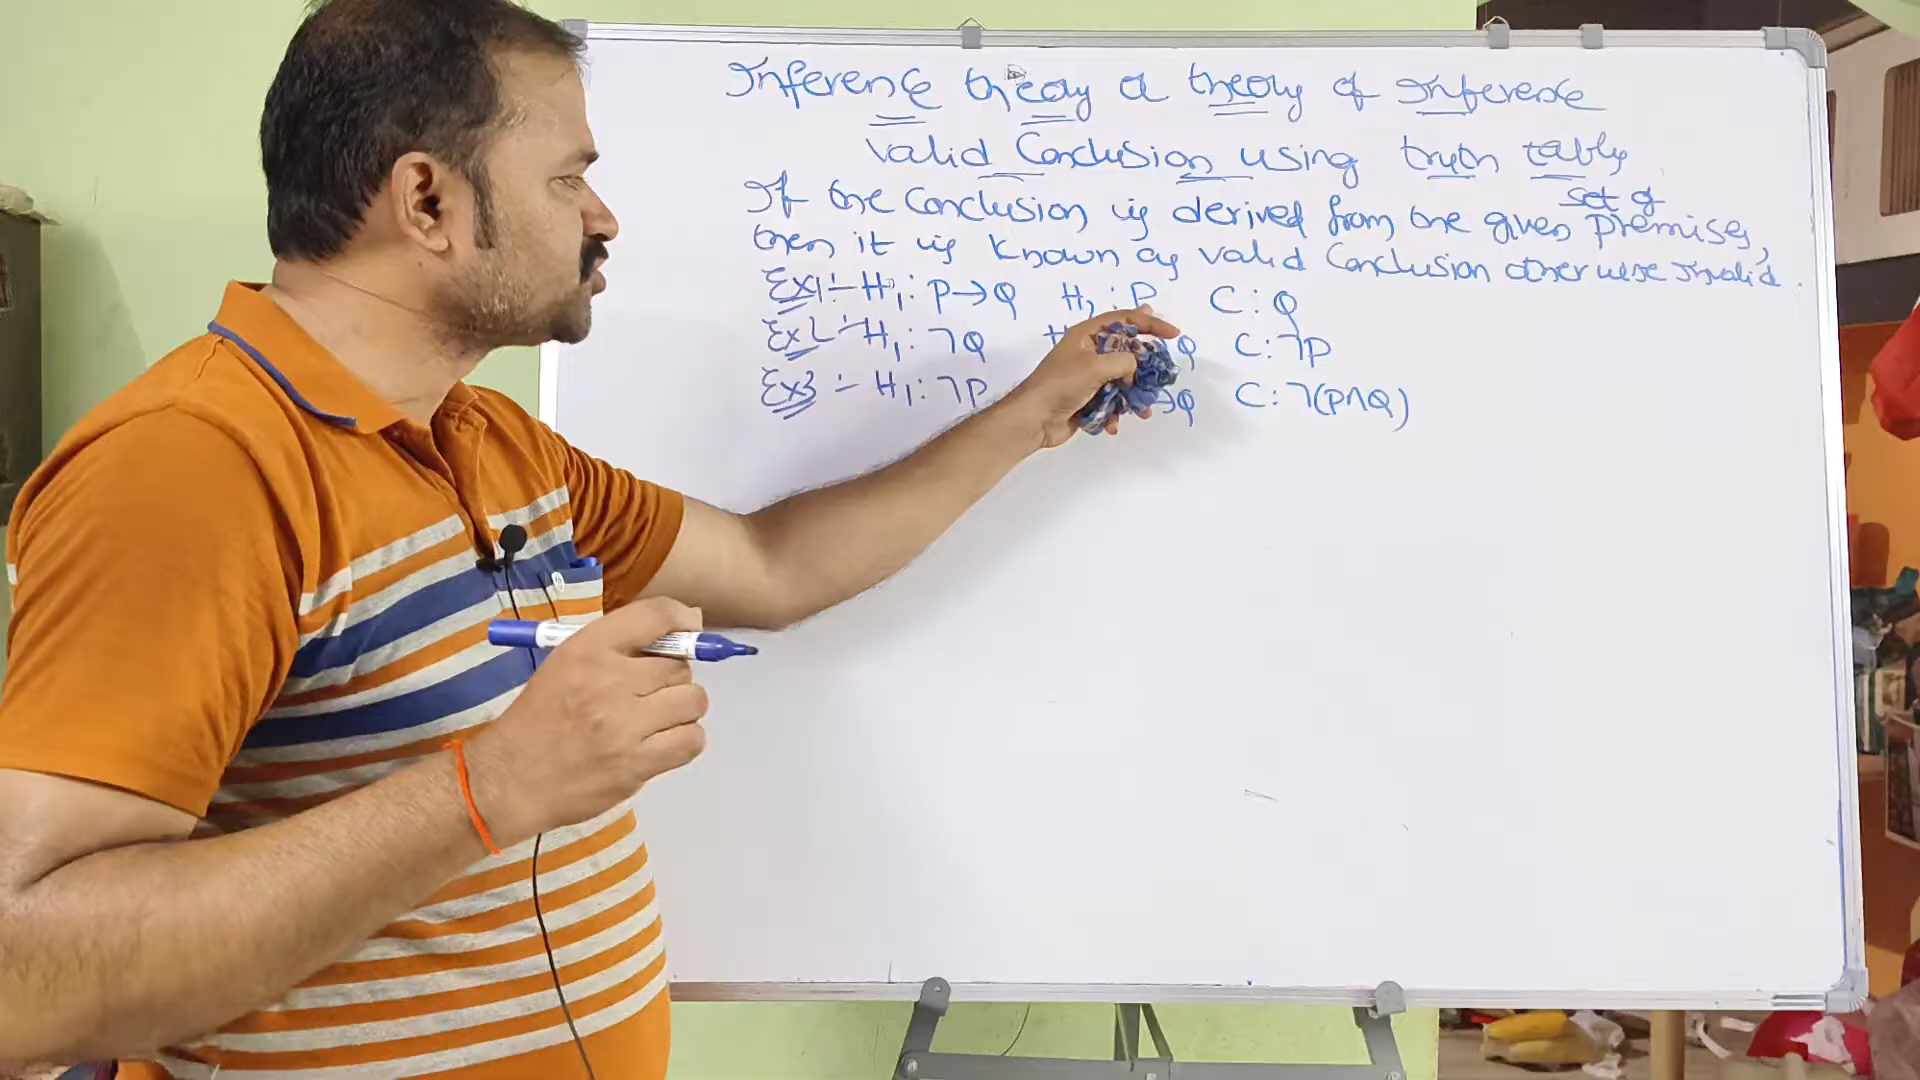 Inference theory or theory of Inference
Valid Conclusion using truth table
If the Conclusion is derived from the given set of premises,
then it is known as valid Conclusion otherwise Invalid.
Ex1:- H₁: P→Q H₂: P C: Q
Ex2:- H₁: ¬Q Q C: ¬P
Ex3:- H₁: ¬P →Q C: ¬(P∧Q)